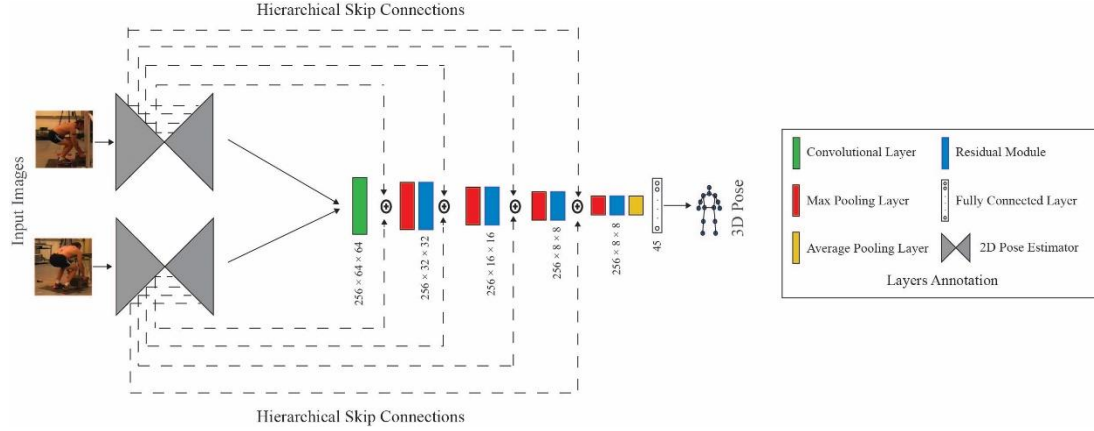 Hierarchical Skip Connections
Input Images
256 × 64 × 64
256 × 32 × 32
256 × 16 × 16
256 × 8 × 8
256 × 8 × 8
45
3D Pose
Convolutional Layer
Residual Module
Max Pooling Layer
Fully Connected Layer
Average Pooling Layer
2D Pose Estimator
Layers Annotation
Hierarchical Skip Connections